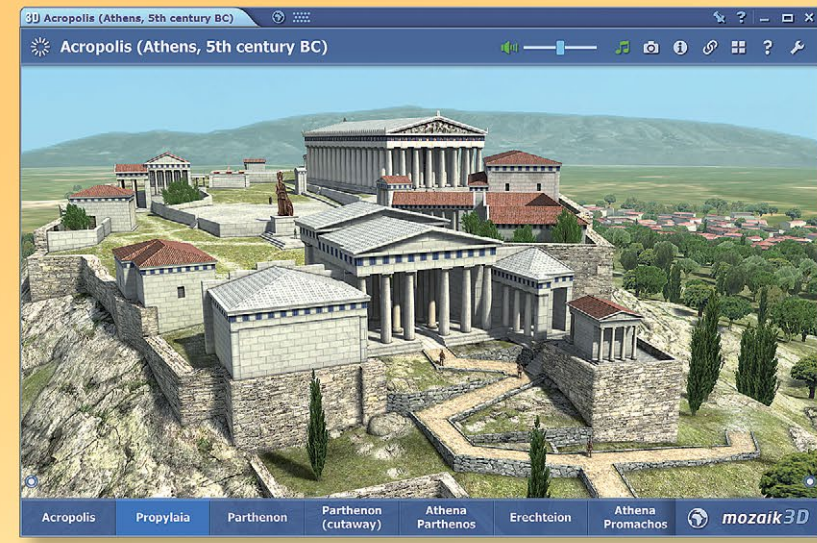 3D Acropolis (Athens, 5th century BC)
Acropolis (Athens, 5th century BC)
Acropolis
Propylaia
Parthenon
Parthenon
(cutaway)
Athena
Parthenos
Erechteion
Athena
Promachos
mozaik3D